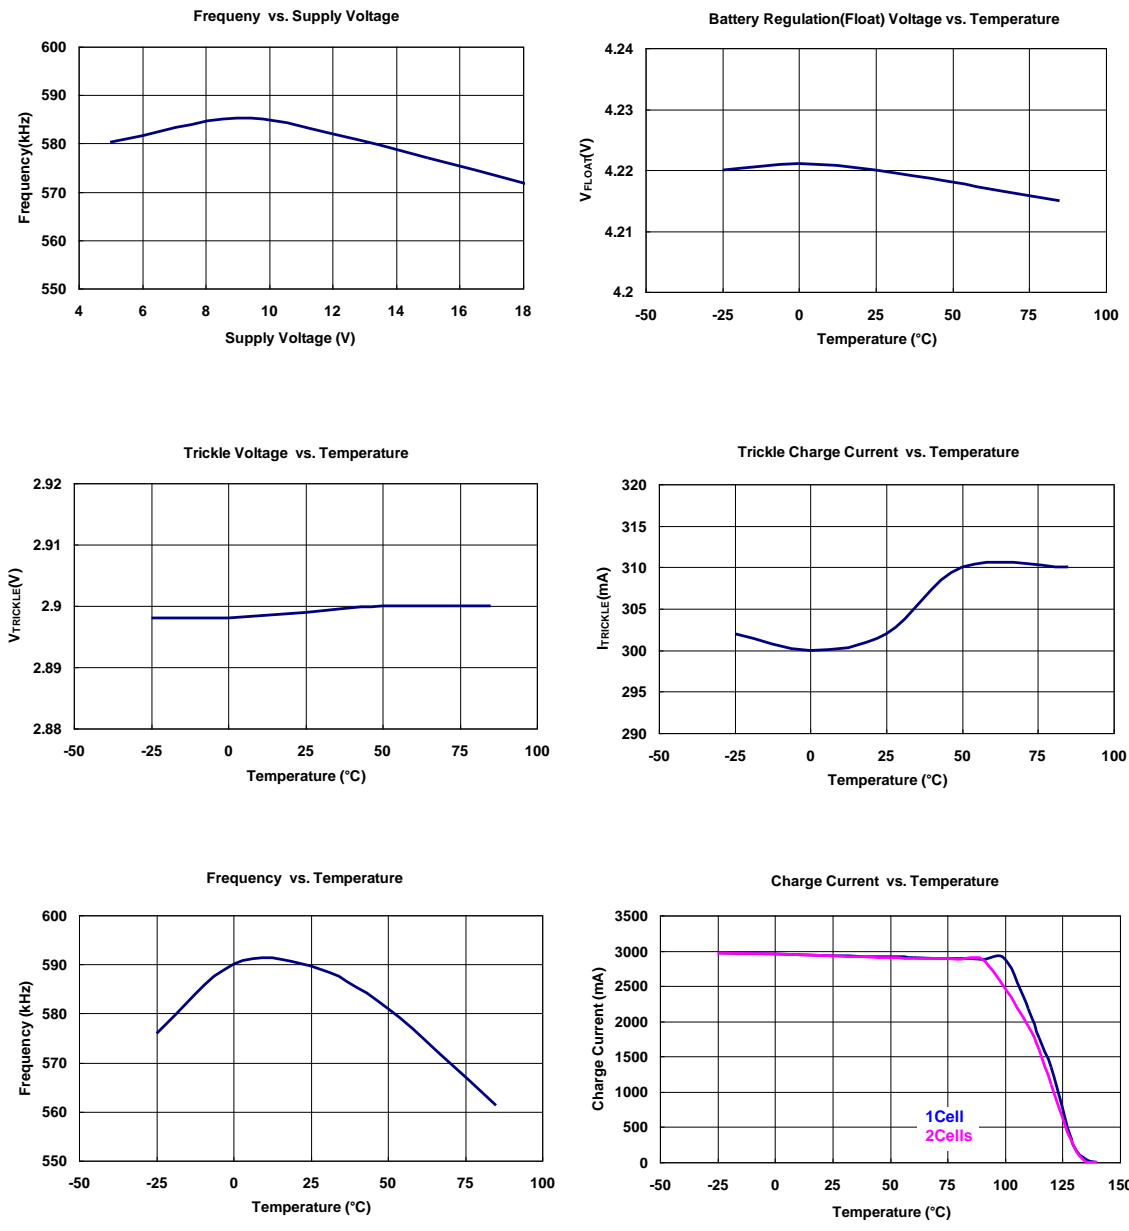 Frequeny vs. Supply Voltage
600
590
580
570
560
550
Frequency(kHz)
4 6 8 10 12 14 16 18
Supply Voltage (V)
Battery Regulation(Float) Voltage vs. Temperature
4.24
4.23
4.22
4.21
4.2
VFLOAT(V)
-50 -25 0 25 50 75 100
Temperature (°C)
Trickle Voltage vs. Temperature
2.92
2.91
2.9
2.89
2.88
VTRICKLE(V)
-50 -25 0 25 50 75 100
Temperature (°C)
Trickle Charge Current vs. Temperature
320
315
310
305
300
295
290
ITRICKLE(mA)
-50 -25 0 25 50 75 100
Temperature (°C)
Frequency vs. Temperature
600
590
580
570
560
550
Frequency (kHz)
-50 -25 0 25 50 75 100
Temperature (°C)
Charge Current vs. Temperature
3500
3000
2500
2000
1500
1000
500
0
Charge Current (mA)
1Cell
2Cells
-50 -25 0 25 50 75 100 125 150
Temperature (°C)